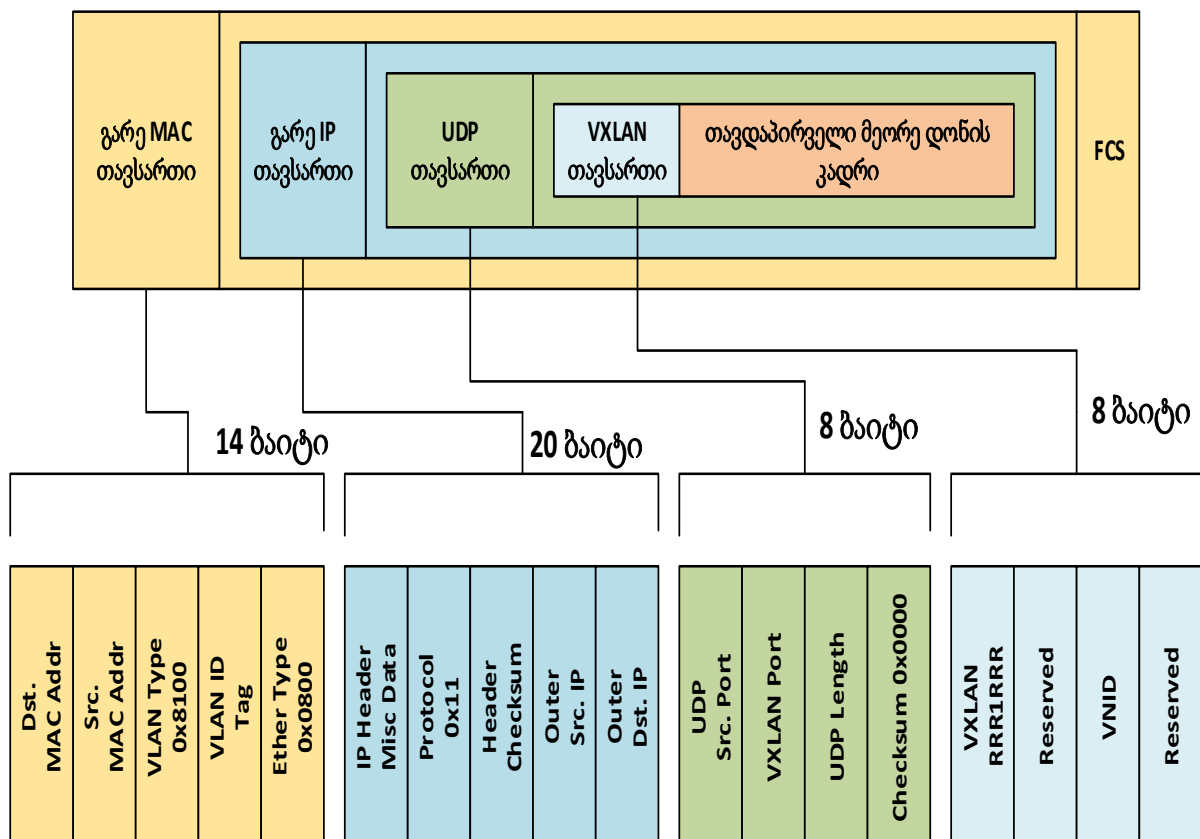 გარე MAC
თავსართი
გარე IP
თავსართი
UDP
თავსართი
VXLAN
თავსართი
თავდაპირველი მეორე დონის
კადრი
FCS
14 ბაიტი
20 ბაიტი
8 ბაიტი
8 ბაიტი
Dst.
MAC Addr
Src.
MAC Addr
VLAN Type
0x8100
VLAN ID
Tag
Ether Type
0x0800
IP Header
Misc Data
Protocol
0x11
Header
Checksum
Outer
Src. IP
Outer
Dst. IP
UDP
Src. Port
VXLAN Port
UDP Length
Checksum 0x0000
VXLAN
RRR1RRR
Reserved
VNID
Reserved